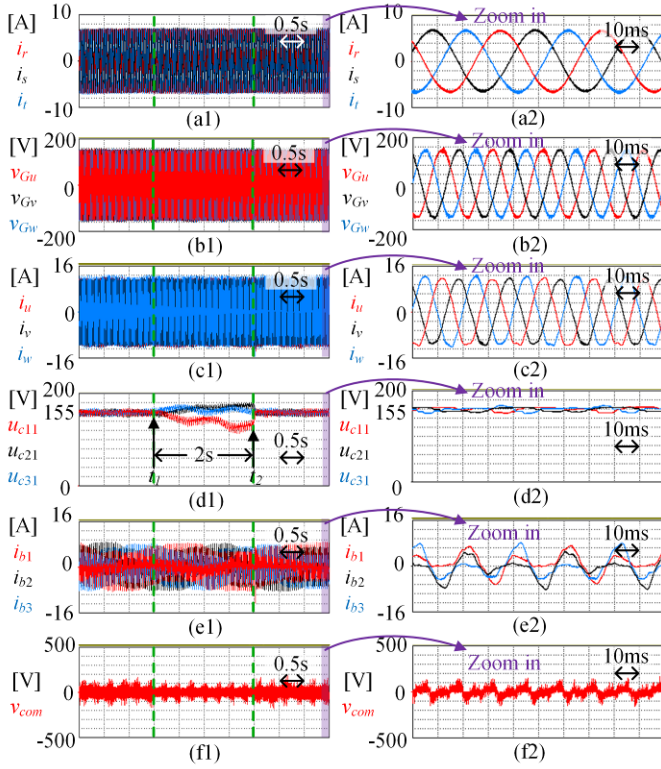 [A] 10 0.5s Zoom in [A] 10 10ms
i_r i_r
i_s 0 i_s 0
i_t i_t
-10 -10
(a1) (a2)
[V] 200 0.5s Zoom in [V] 200 10ms
v_Gu v_Gu
v_Gv 0 v_Gv 0
v_Gw v_Gw
-200 -200
(b1) (b2)
[A] 16 0.5s Zoom in [A] 16 10ms
i_u i_u
i_v 0 i_v 0
i_w i_w
-16 -16
(c1) (c2)
[V] 200 Zoom in [V] 200
155 155
u_c11 u_c11
u_c21 2s 0.5s u_c21 10ms
u_c31 u_c31
0 t_1 t_2 0
(d1) (d2)
[A] 16 0.5s Zoom in [A] 16 10ms
i_b1 i_b1
i_b2 0 i_b2 0
i_b3 i_b3
-16 -16
(e1) (e2)
500 0.5s Zoom in 500 10ms
[V] 0 [V] 0
v_com v_com
-500 -500
(f1) (f2)